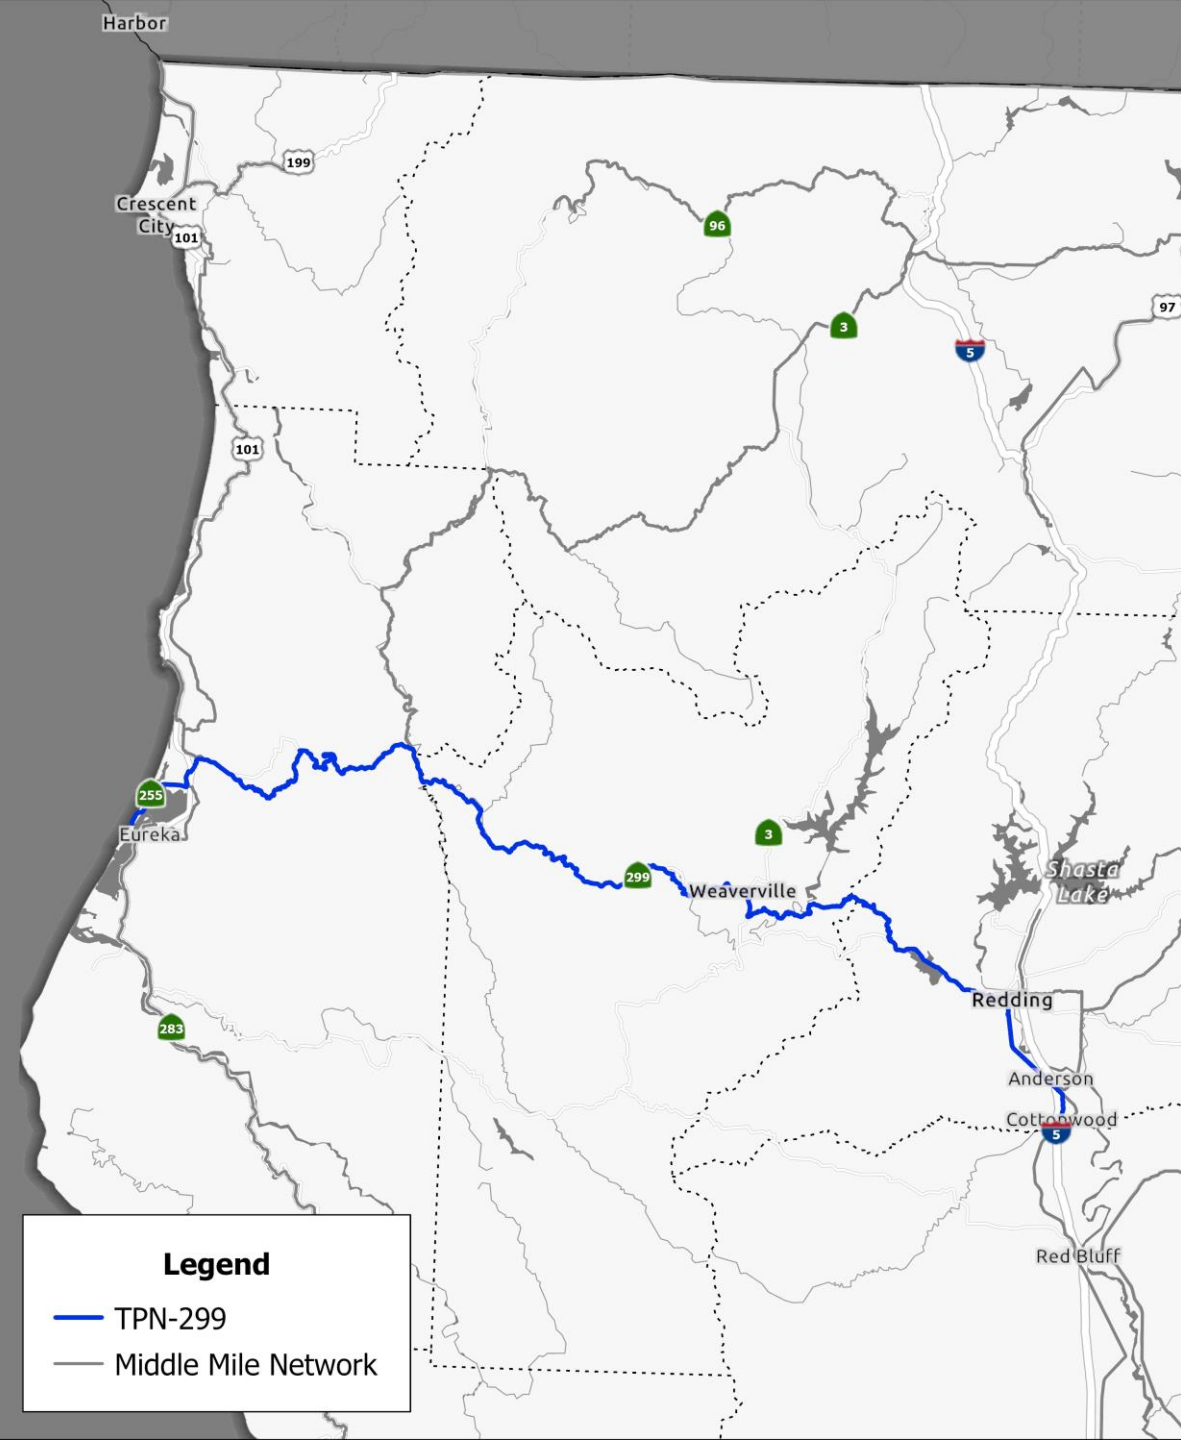 Harbor
199
Crescent
City
101
96
97
3
5
101
255
Eureka
3
299
Weaverville
Shasta
Lake
Redding
283
Anderson
Cottonwood
5
Red Bluff
Legend
TPN-299
Middle Mile Network